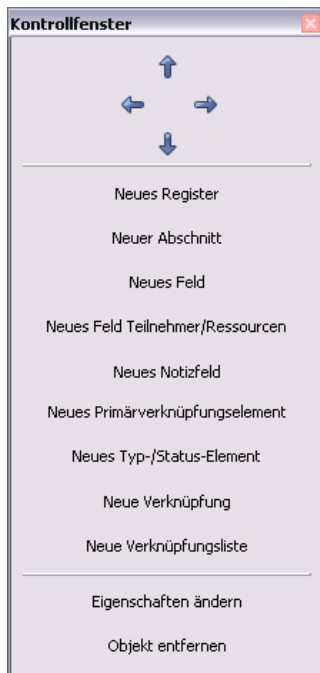 Kontrollfenster
Neues Register
Neuer Abschnitt
Neues Feld
Neues Feld Teilnehmer/Ressourcen
Neues Notizfeld
Neues Primärverknüpfungselement
Neues Typ-/Status-Element
Neue Verknüpfung
Neue Verknüpfungsliste
Eigenschaften ändern
Objekt entfernen